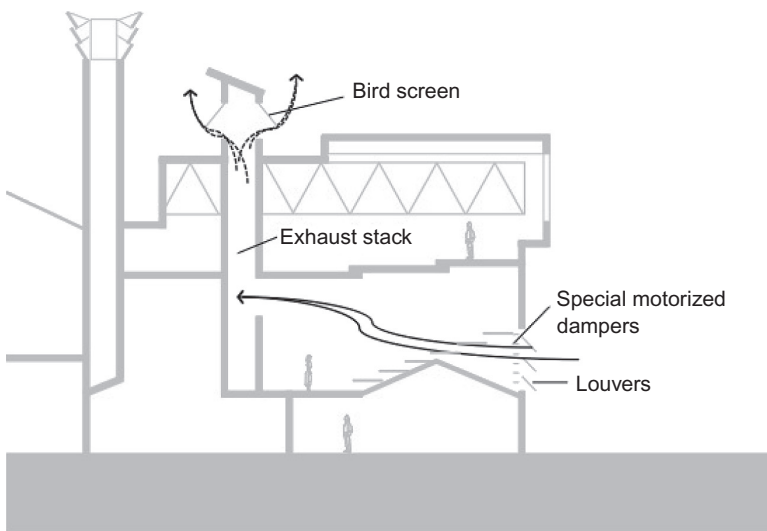 Bird screen
Exhaust stack
Special motorized
dampers
Louvers